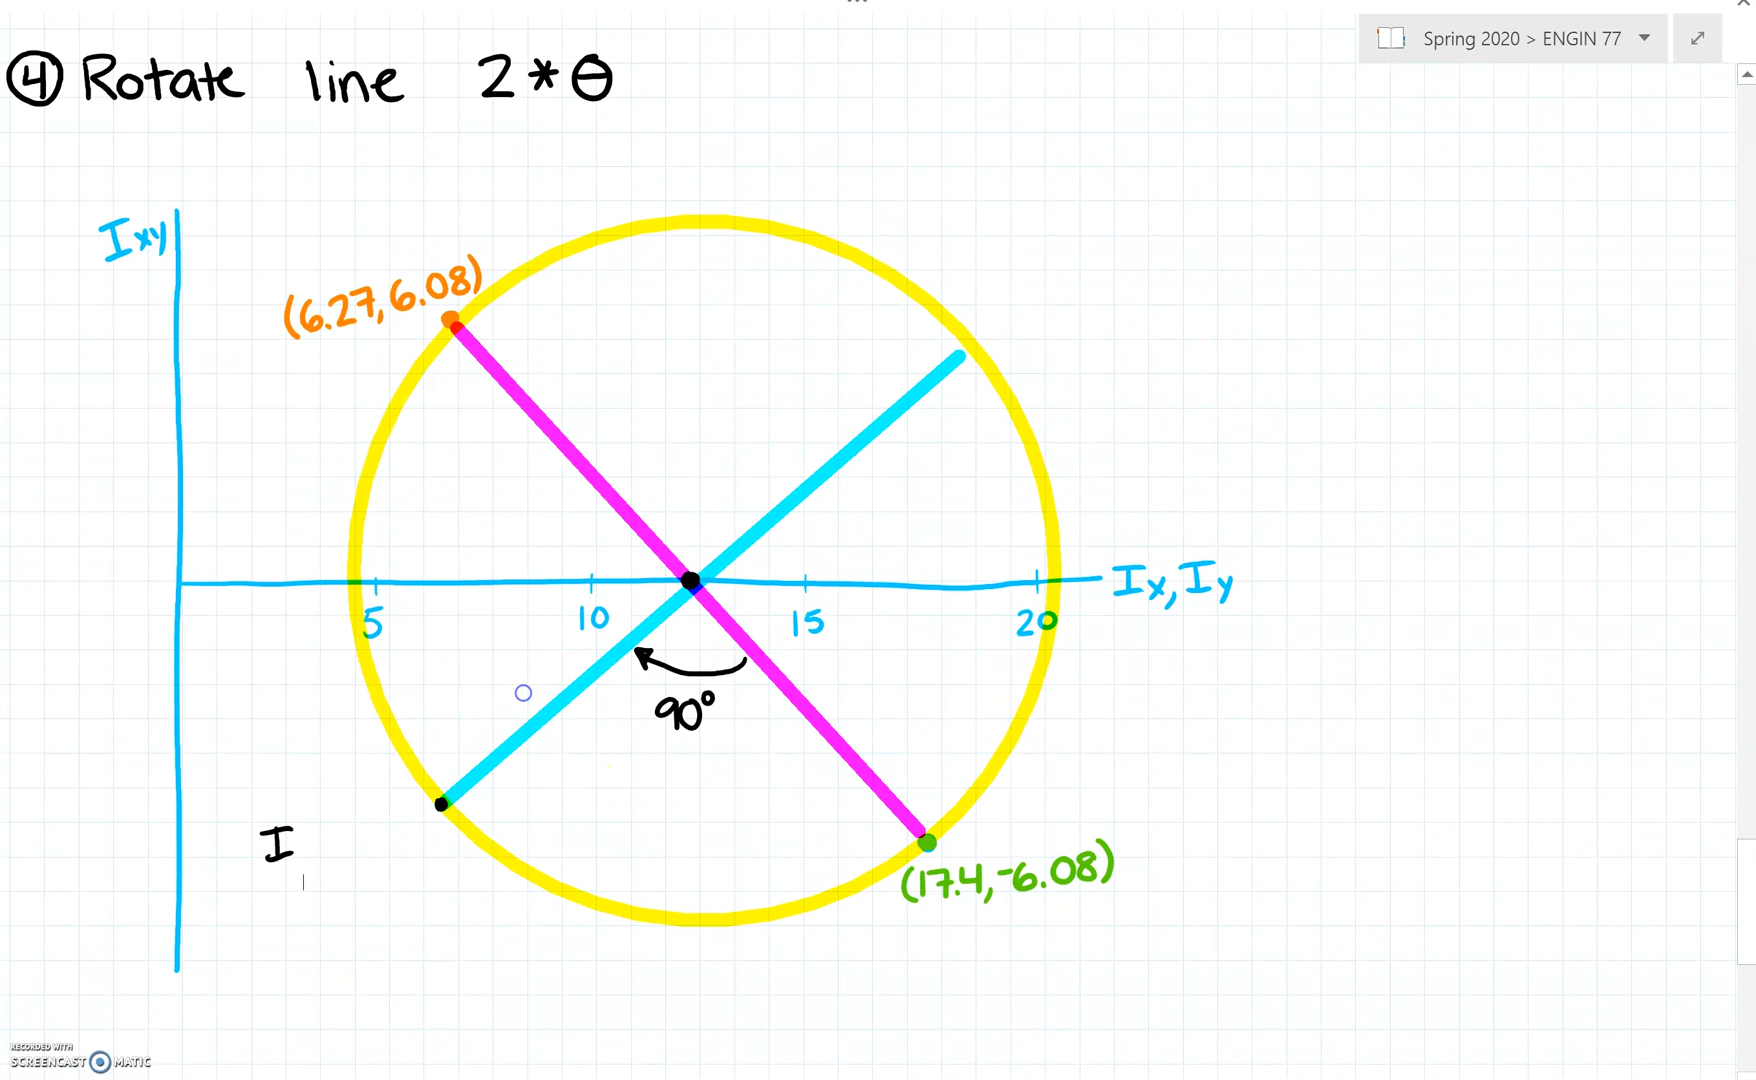 Spring 2020 > ENGIN 77
④ Rotate line 2*θ
Ixy
(6.27,6.08)
5
10
15
20
Ix, Iy
90°
I
(17.4,-6.08)
RECORDED WITH
SCREENCAST MATIC